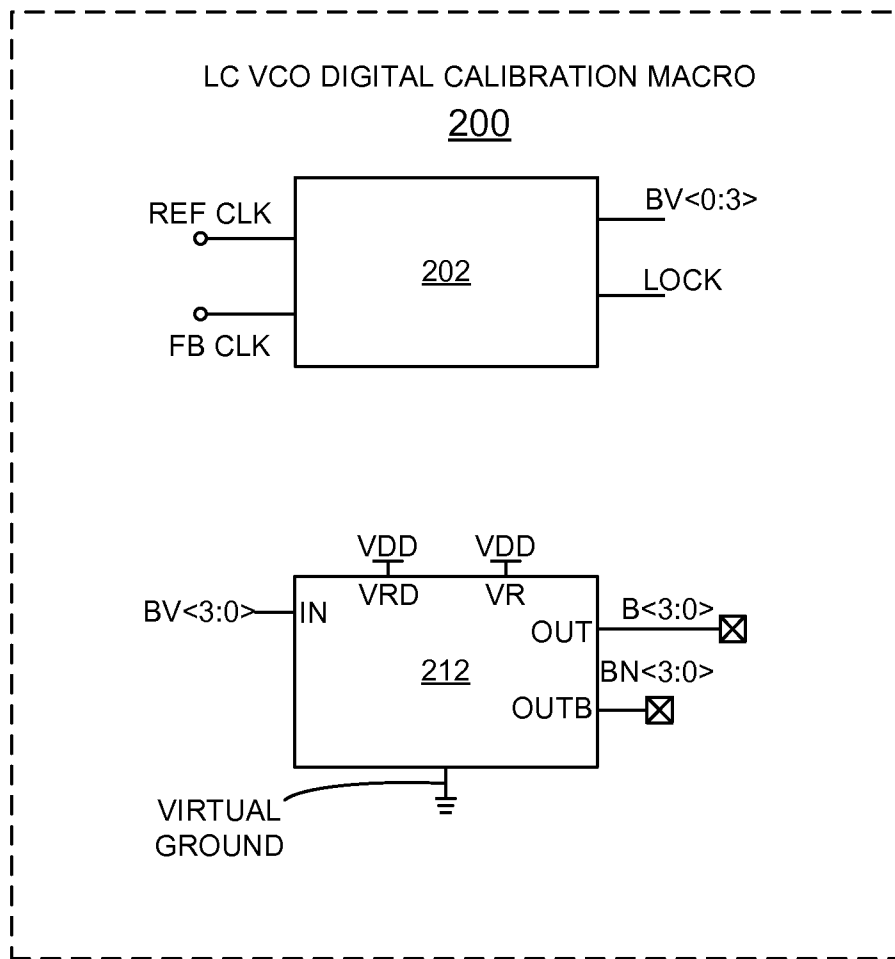 LC VCO DIGITAL CALIBRATION MACRO
200
REF CLK
BV<0:3>
202
LOCK
FB CLK
VDD
VDD
BV<3:0>
IN
VRD
VR
B<3:0>
OUT
212
BN<3:0>
OUTB
VIRTUAL
GROUND